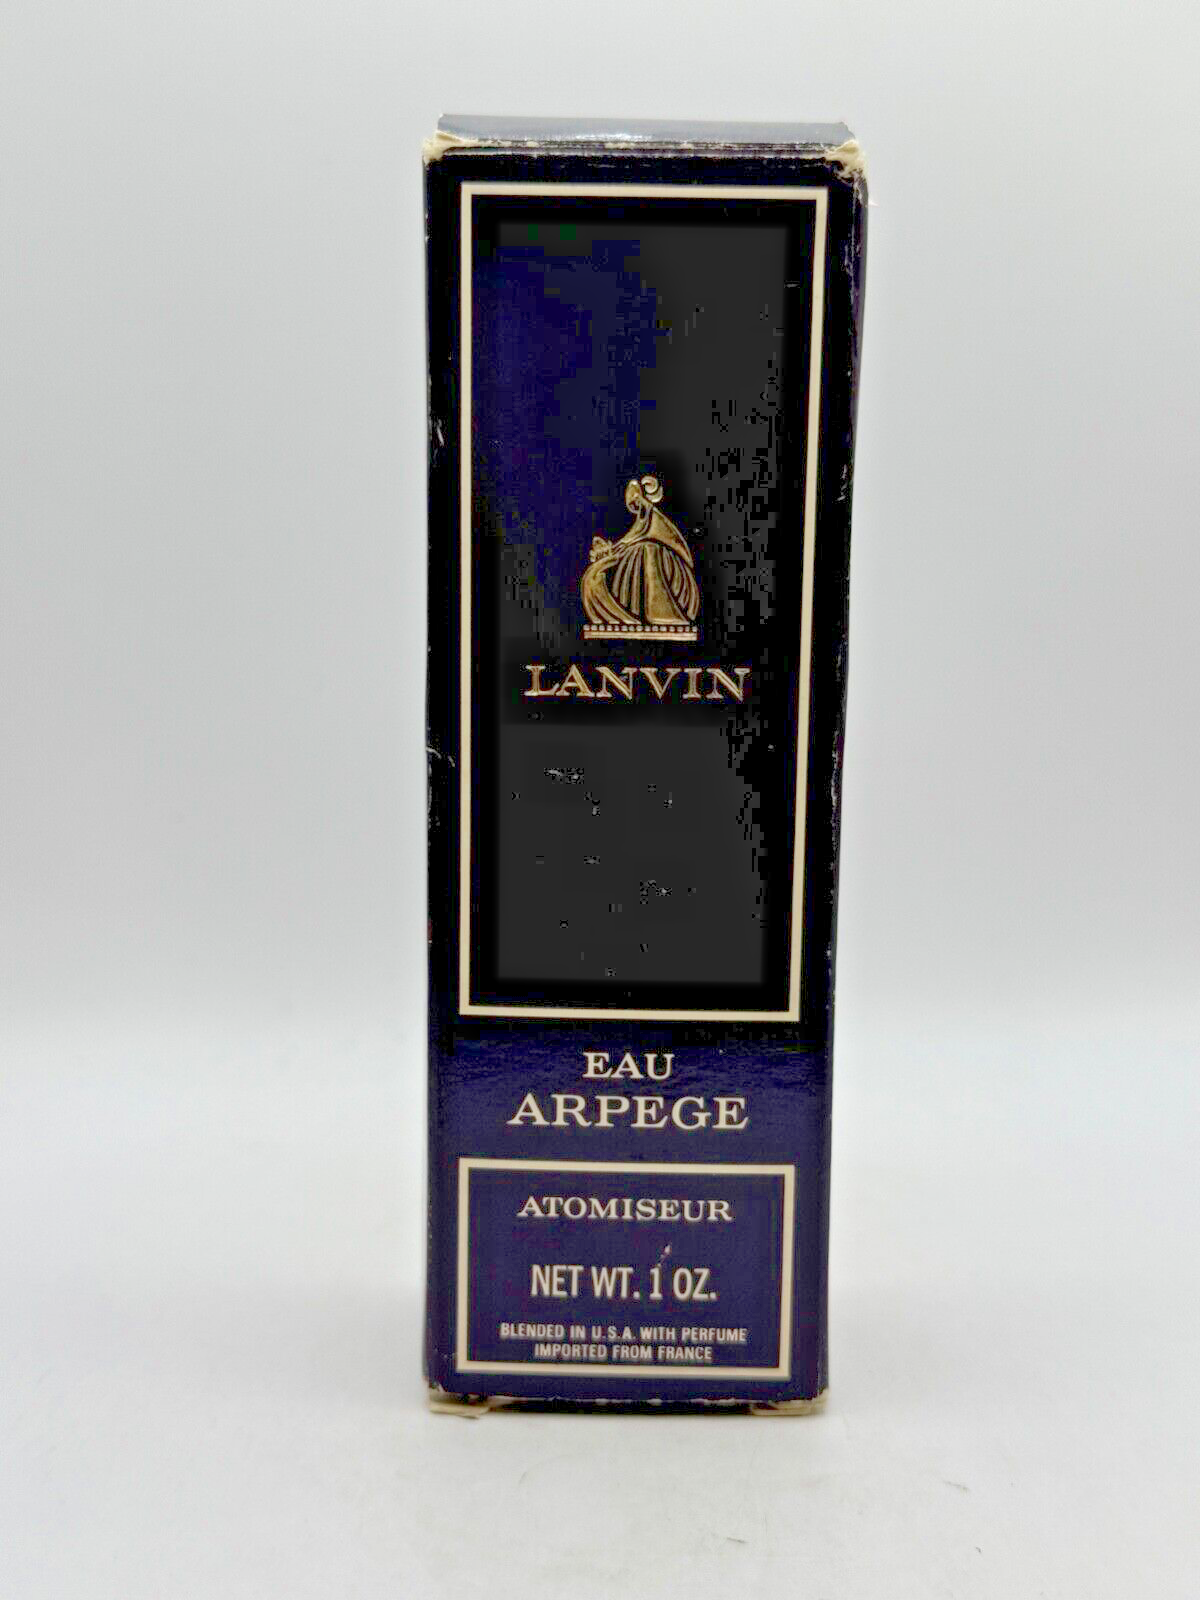 LANVIN
EAU
ARPEGE
ATOMISEUR
NET WT. 1 OZ.
BLENDED IN U.S.A. WITH PERFUME
IMPORTED FROM FRANCE